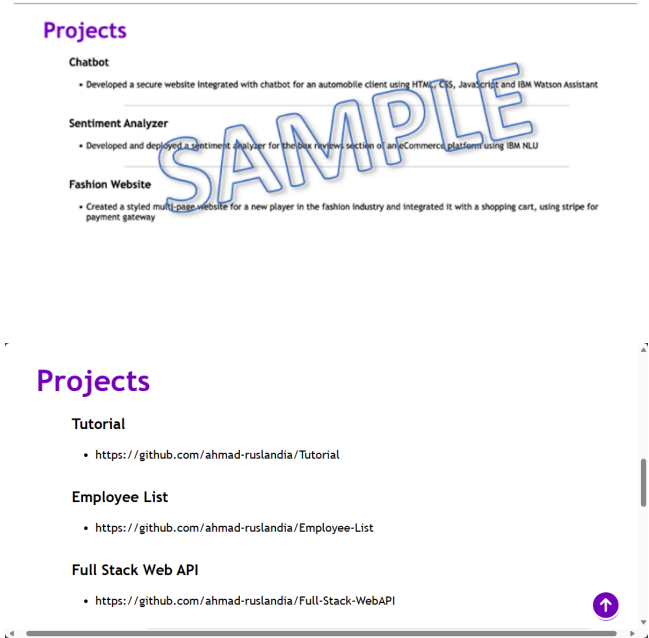 Projects
Chatbot
• Developed a secure website integrated with chatbot for an automobile client using HTML, CSS, JavaScript and IBM Watson Assistant
Sentiment Analyzer
• Developed and deployed a sentiment analyzer for the box reviews section of an eCommerce platform using IBM NLU
Fashion Website
• Created a styled multi-page website for a new player in the fashion industry and integrated it with a shopping cart, using stripe for
payment gateway
SAMPLE
Projects
Tutorial
• https://github.com/ahmad-ruslandia/Tutorial
Employee List
• https://github.com/ahmad-ruslandia/Employee-List
Full Stack Web API
• https://github.com/ahmad-ruslandia/Full-Stack-WebAPI